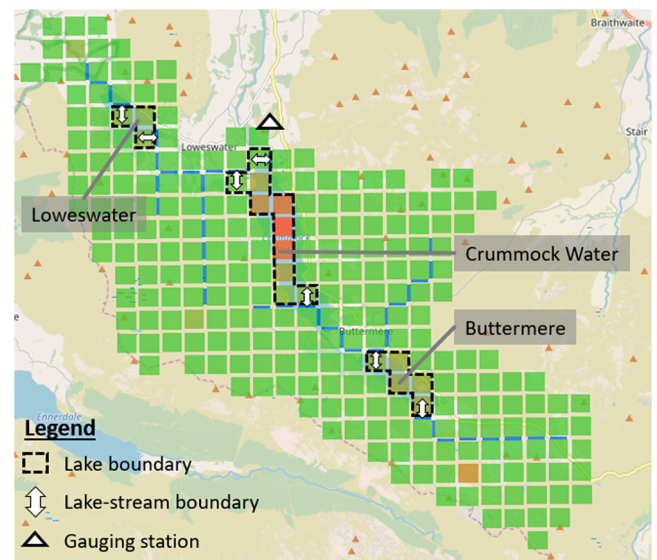 Braithwaite
Stair
Loweswater
Loweswater
Crummock Water
Buttermere
Buttermere
Ennerdale
Legend
Lake boundary
Lake-stream boundary
Gauging station